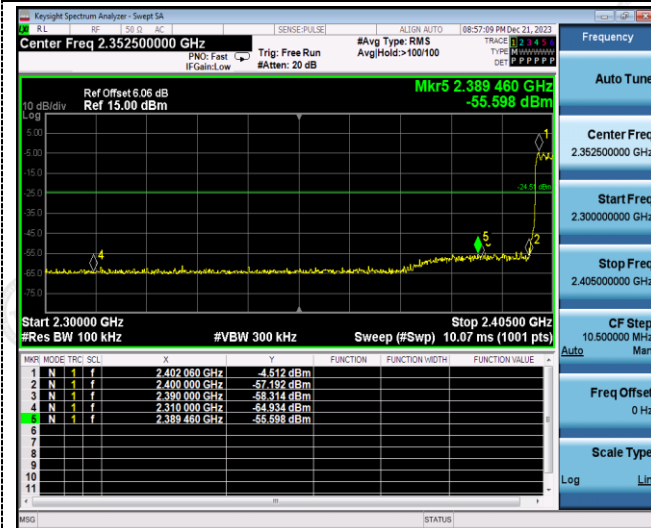 Keysight Spectrum Analyzer - Swept SA
RL RF 50 Ω AC SENSE:PULSE ALIGN AUTO 08:57:09 PM Dec 21, 2023
Center Freq 2.352500000 GHz PNO: Fast Trig: Free Run #Avg Type: RMS TRACE 1 2 3 4 5 6
IFGain:Low #Atten: 20 dB Avg|Hold:>100/100 TYPE M WWWWW
DET P P P P P P
Frequency
Auto Tune
Center Freq
2.352500000 GHz
Start Freq
2.300000000 GHz
Stop Freq
2.405000000 GHz
CF Step
10.500000 MHz
Auto Man
Freq Offset
0 Hz
Scale Type
Log Lin
Mkr5 2.389 460 GHz
-55.598 dBm
Ref Offset 6.06 dB
10 dB/div Ref 15.00 dBm
Log
5.00
-5.00
-15.0
-25.0
-35.0
-45.0
-55.0
-65.0
-75.0
1
2
4
5
Start 2.30000 GHz Stop 2.40500 GHz
#Res BW 100 kHz #VBW 300 kHz Sweep (#Swp) 10.07 ms (1001 pts)
MKR MODE TRC SCL X Y FUNCTION FUNCTION WIDTH FUNCTION VALUE
1 N 1 f 2.402 060 GHz -4.512 dBm
2 N 1 f 2.400 000 GHz -57.192 dBm
3 N 1 f 2.390 000 GHz -58.314 dBm
4 N 1 f 2.310 000 GHz -64.934 dBm
5 N 1 f 2.389 460 GHz -55.598 dBm
6
7
8
9
10
11
MSG STATUS